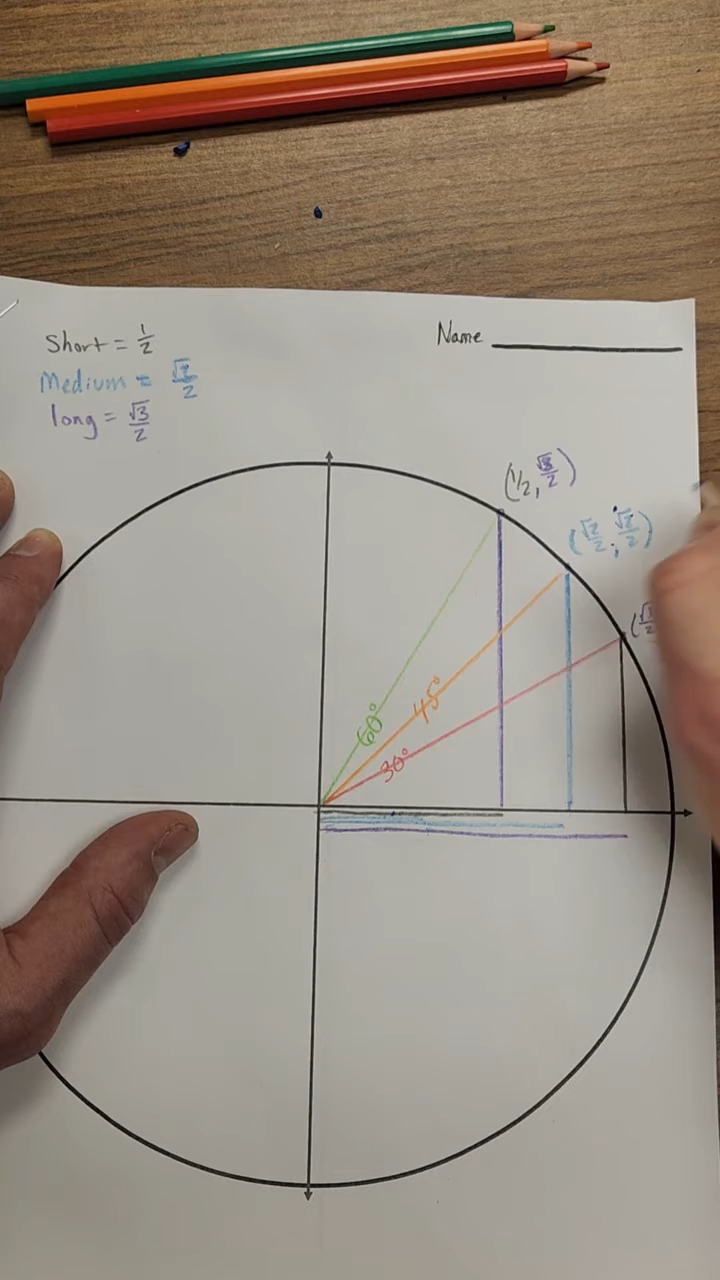 Short = 1/2
Medium = √2/2
long = √3/2
Name
(1/2, √3/2)
(√2/2, √2/2)
60°
45°
30°